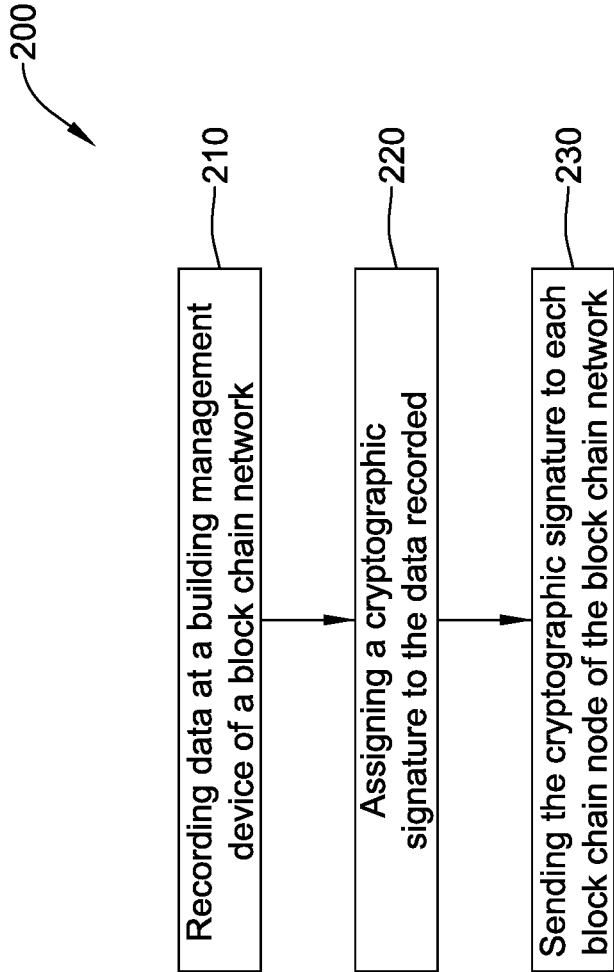 200
Recording data at a building management
device of a block chain network
210
Assigning a cryptographic
signature to the data recorded
220
Sending the cryptographic signature to each
block chain node of the block chain network
230